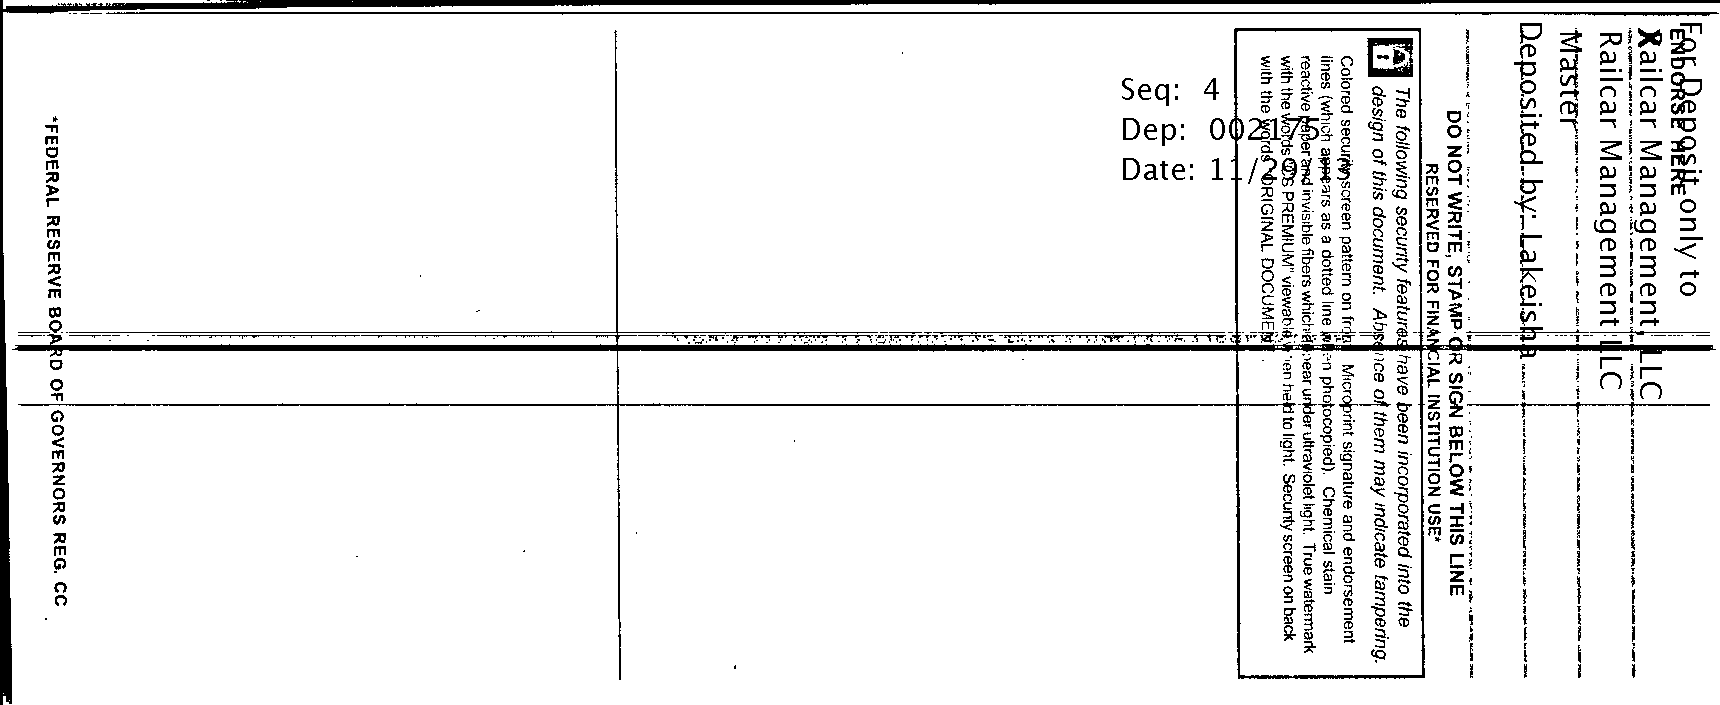 ENDORSE HERE
For Deposit only to
X
Railcar Management, LLC
Railcar Management LLC
Master
Deposited by: Lakeisha
DO NOT WRITE, STAMP OR SIGN BELOW THIS LINE
RESERVED FOR FINANCIAL INSTITUTION USE*
The following security features have been incorporated into the
design of this document. Absence of them may indicate tampering.
Colored security screen pattern on Microprint signature and endorsement
lines (which appears as a dotted line when photocopied). Chemical stain
reactive paper and invisible fibers which appear under ultraviolet light. True watermark
with the words PREMIUM" viewable when held to light. Security screen on back
with the words "ORIGINAL DOCUMENT
Seq: 4
Dep: 002175
Date: 11/29
*FEDERAL RESERVE BOARD OF GOVERNORS REG. CC